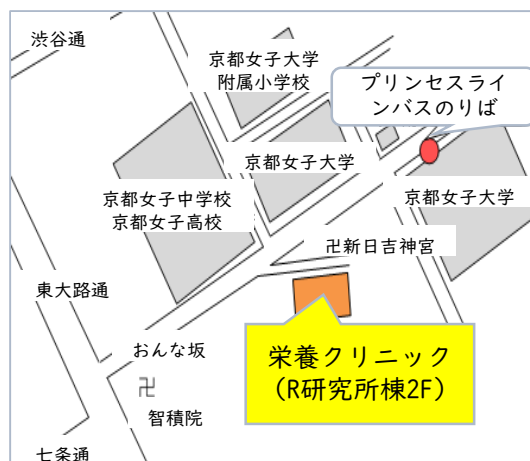 渋谷通
京都女子大学
附属小学校
プリンセスライ
ンバスのりば
京都女子大学
京都女子中学校
京都女子高校
京都女子大学
卍新日吉神宮
東大路通
おんな坂
栄養クリニック
(R研究所棟2F)
卍
智積院
七条通